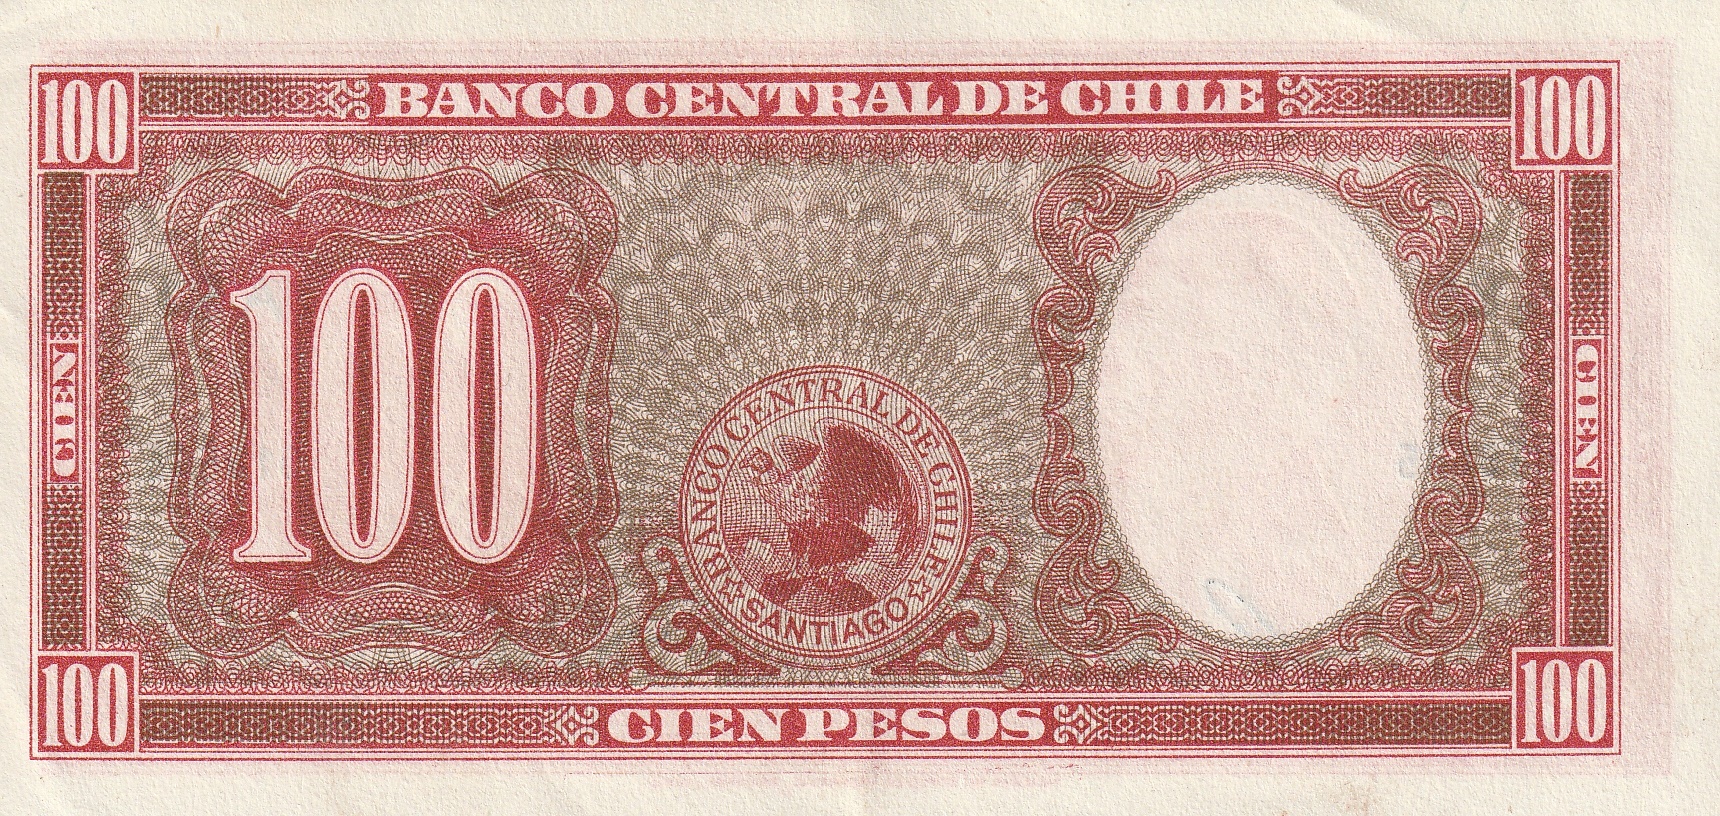 100
BANCO CENTRAL DE CHILE
100
CIEN
100
BANCO CENTRAL DE CHILE
SANTIAGO
CIEN
100
CIEN PESOS
100